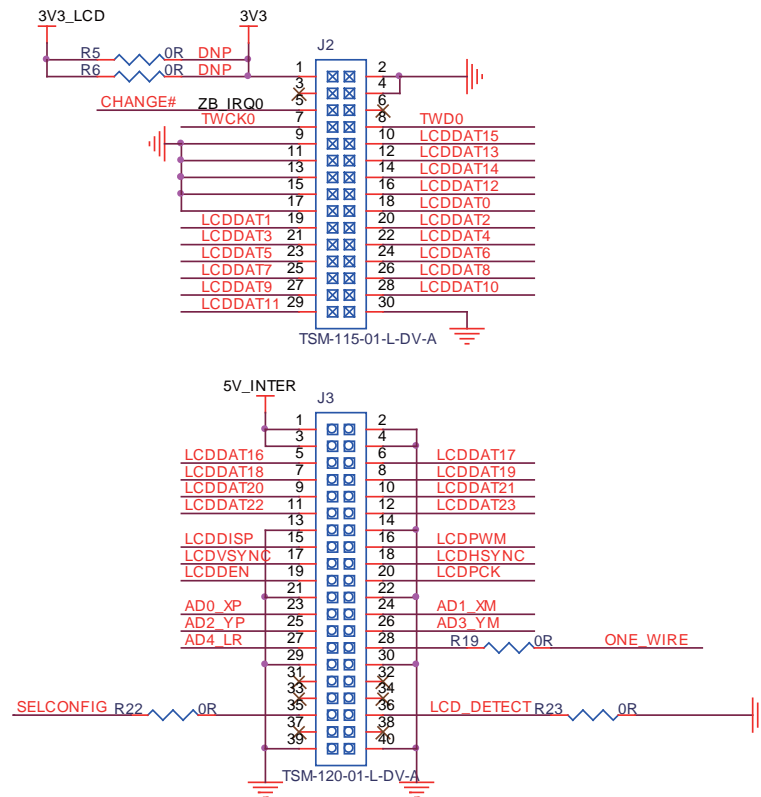 3V3_LCD 3V3
J2
R5 0R DNP
R6 0R DNP
1 2
3 4
CHANGE# ZB_IRQ0 5 6
TWCK0 7 8 TWD0
9 10 LCDDAT15
11 12 LCDDAT13
13 14 LCDDAT14
15 16 LCDDAT12
17 18 LCDDAT0
LCDDAT1 19 20 LCDDAT2
LCDDAT3 21 22 LCDDAT4
LCDDAT5 23 24 LCDDAT6
LCDDAT7 25 26 LCDDAT8
LCDDAT9 27 28 LCDDAT10
LCDDAT11 29 30
TSM-115-01-L-DV-A
5V_INTER
J3
1 2
3 4
LCDDAT16 5 6 LCDDAT17
LCDDAT18 7 8 LCDDAT19
LCDDAT20 9 10 LCDDAT21
LCDDAT22 11 12 LCDDAT23
13 14
LCDDISP 15 16 LCDPWM
LCDVSYNC 17 18 LCDHSYNC
LCDDEN 19 20 LCDPCK
21 22
AD0_XP 23 24 AD1_XM
AD2_YP 25 26 AD3_YM
AD4_LR 27 28 R19 0R ONE_WIRE
29 30
31 32
33 34
SELCONFIG R22 0R 35 36 LCD_DETECT R23 0R
37 38
39 40
TSM-120-01-L-DV-A